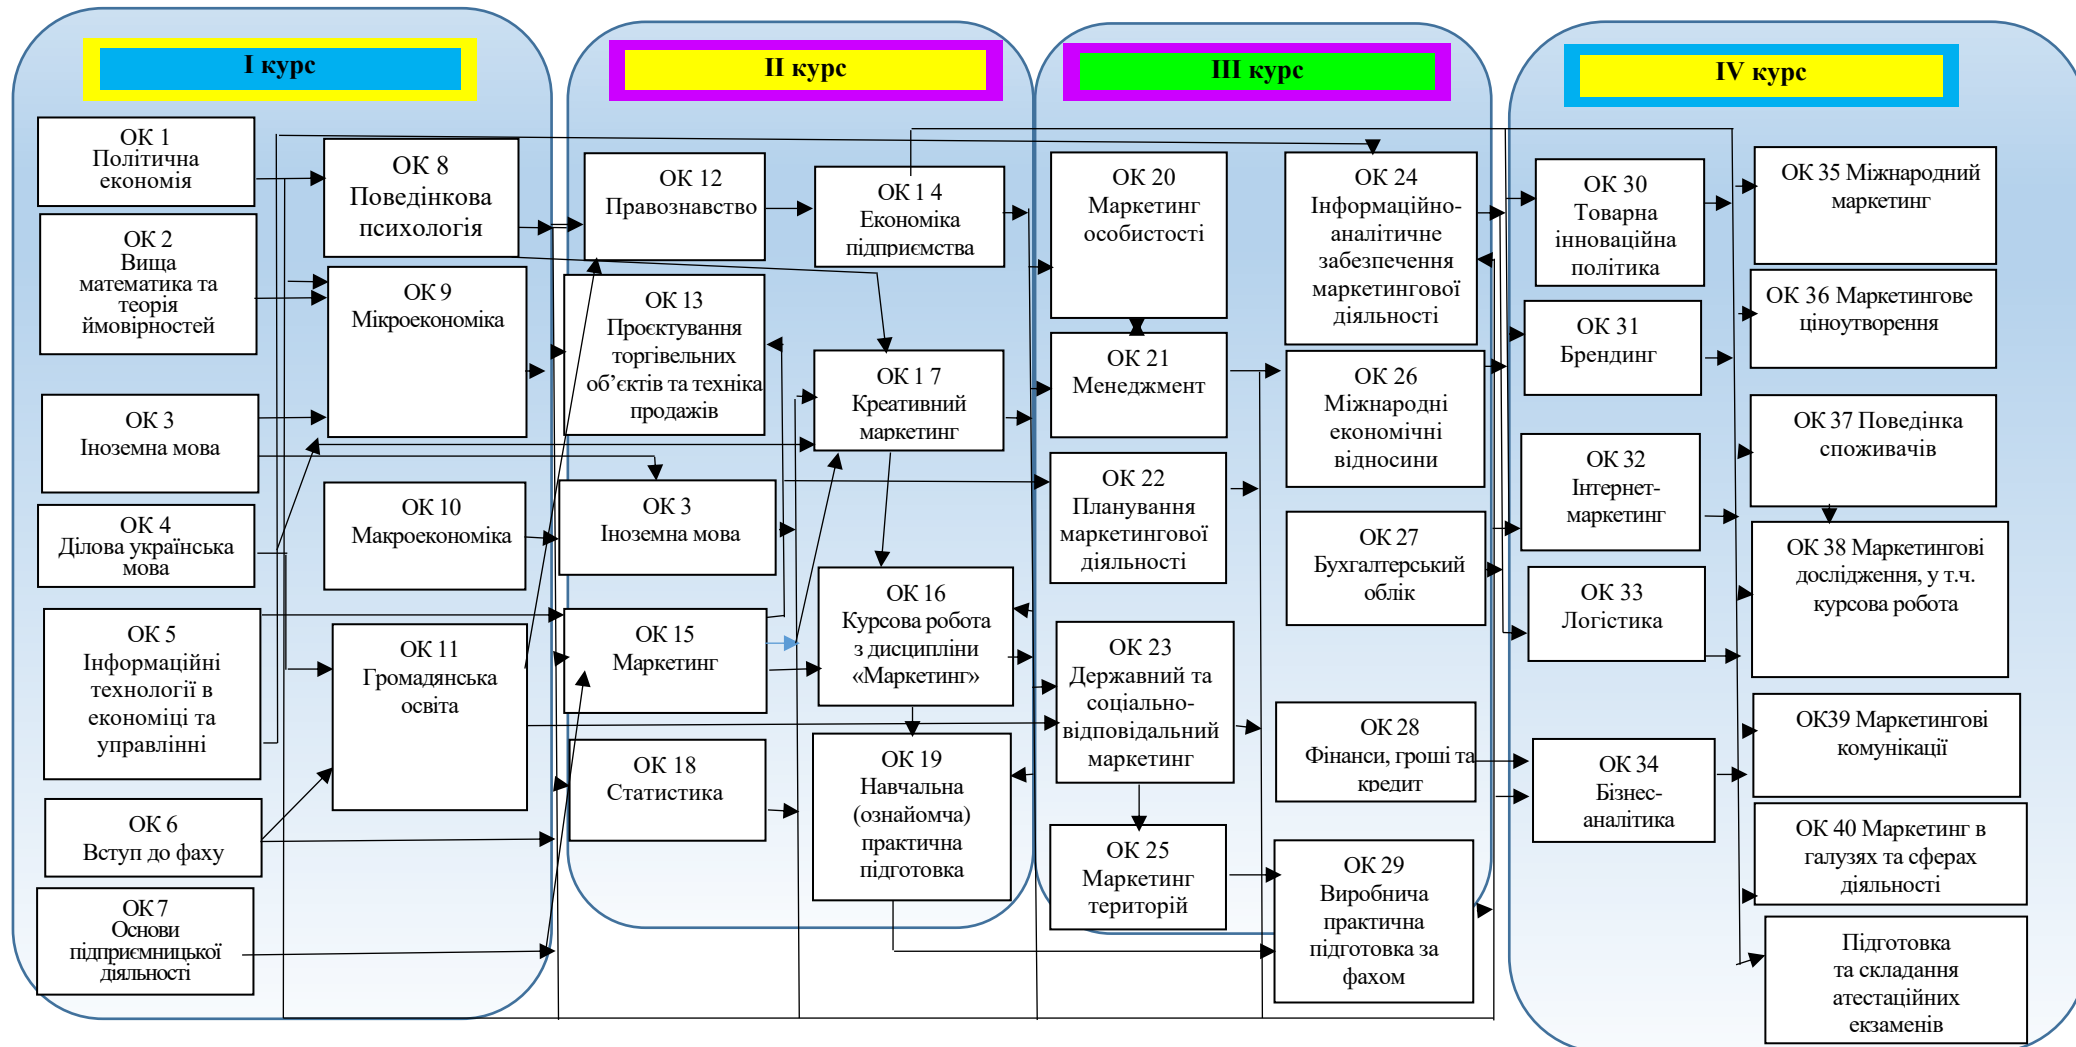 I курс
ОК 1
Політична
економія
ОК 2
Вища
математика та
теорія
ймовірностей
ОК 3
Іноземна мова
ОК 4
Ділова українська
мова
ОК 5
Інформаційні
технології в
економіці та
управлінні
ОК 6
Вступ до фаху
ОК 7
Основи
підприємницької
діяльності
ОК 8
Поведінкова
психологія
ОК 9
Мікроекономіка
ОК 10
Макроекономіка
ОК 11
Громадянська
освіта
II курс
ОК 12
Правознавство
ОК 13
Проєктування
торгівельних
об’єктів та техніка
продажів
ОК 3
Іноземна мова
ОК 15
Маркетинг
ОК 18
Статистика
ОК 1 4
Економіка
підприємства
ОК 1 7
Креативний
маркетинг
ОК 16
Курсова робота
з дисципліни
«Маркетинг»
ОК 19
Навчальна
(ознайомча)
практична
підготовка
III курс
ОК 20
Маркетинг
особистості
ОК 21
Менеджмент
ОК 22
Планування
маркетингової
діяльності
ОК 23
Державний та
соціально-
відповідальний
маркетинг
ОК 25
Маркетинг
територій
ОК 24
Інформаційно-
аналітичне
забезпечення
маркетингової
діяльності
ОК 26
Міжнародні
економічні
відносини
ОК 27
Бухгалтерський
облік
ОК 28
Фінанси, гроші та
кредит
ОК 29
Виробнича
практична
підготовка за
фахом
IV курс
ОК 30
Товарна
інноваційна
політика
ОК 31
Брендинг
ОК 32
Інтернет-
маркетинг
ОК 33
Логістика
ОК 34
Бізнес-
аналітика
ОК 35 Міжнародний
маркетинг
ОК 36 Маркетингове
ціноутворення
ОК 37 Поведінка
споживачів
ОК 38 Маркетингові
дослідження, у т.ч.
курсова робота
ОК39 Маркетингові
комунікації
ОК 40 Маркетинг в
галузях та сферах
діяльності
Підготовка
та складання
атестаційних
екзаменів